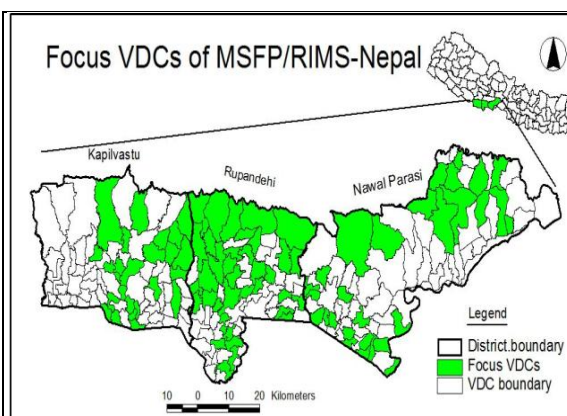 Focus VDCs of MSFP/RIMS-Nepal
Kapilvastu
Rupandehi
Nawal Parasi
Legend
District.boundary
Focus VDCs
VDC boundary
10 0 10 20 Kilometers